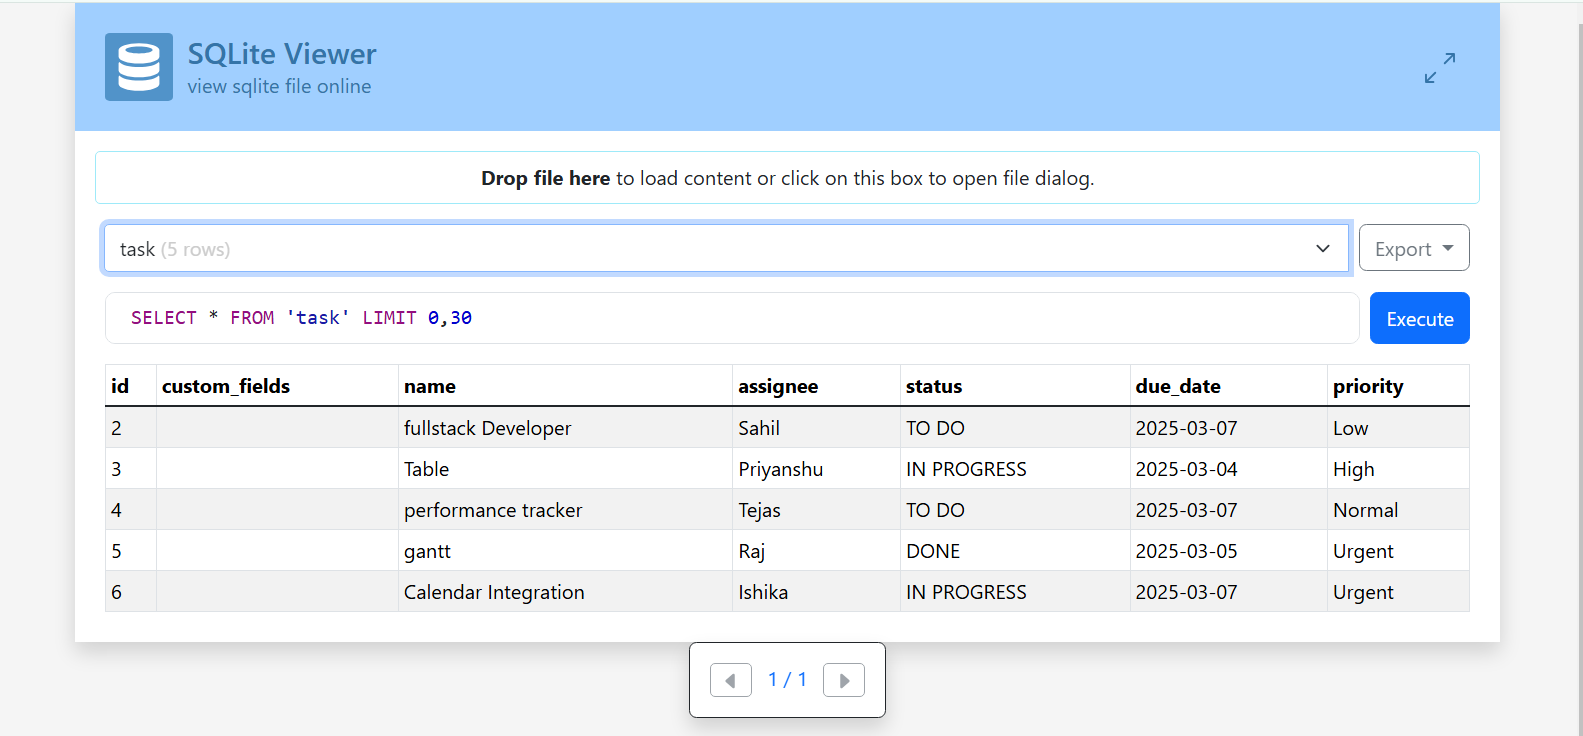 SQLite Viewer
view sqlite file online
Drop file here to load content or click on this box to open file dialog.
task (5 rows)
Export
SELECT * FROM 'task' LIMIT 0,30
Execute
id custom_fields name assignee status due_date priority
2 fullstack Developer Sahil TO DO 2025-03-07 Low
3 Table Priyanshu IN PROGRESS 2025-03-04 High
4 performance tracker Tejas TO DO 2025-03-07 Normal
5 gantt Raj DONE 2025-03-05 Urgent
6 Calendar Integration Ishika IN PROGRESS 2025-03-07 Urgent
1 / 1